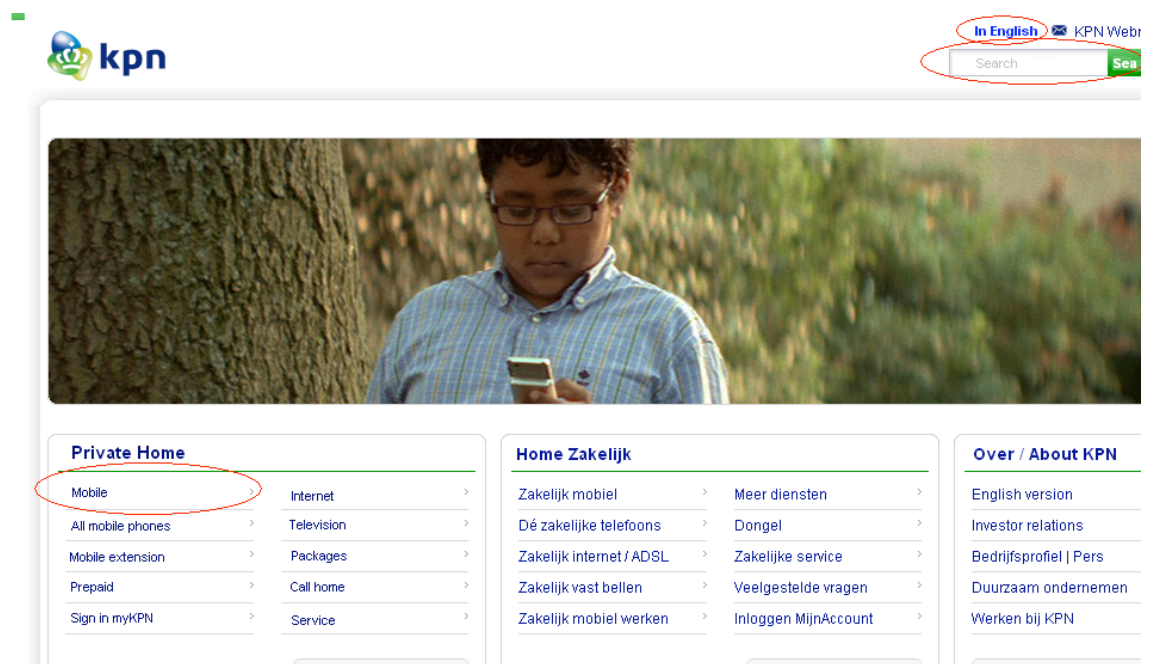 In English KPN Webr
kpn
Search Sea
Private Home
Mobile
All mobile phones
Mobile extension
Prepaid
Sign in myKPN
Internet
Television
Packages
Call home
Service
Home Zakelijk
Zakelijk mobiel
Dé zakelijke telefoons
Zakelijk internet / ADSL
Zakelijk vast bellen
Zakelijk mobiel werken
Meer diensten
Dongel
Zakelijke service
Veelgestelde vragen
Inloggen MijnAccount
Over / About KPN
English version
Investor relations
Bedrijfsprofiel | Pers
Duurzaam ondernemen
Werken bij KPN